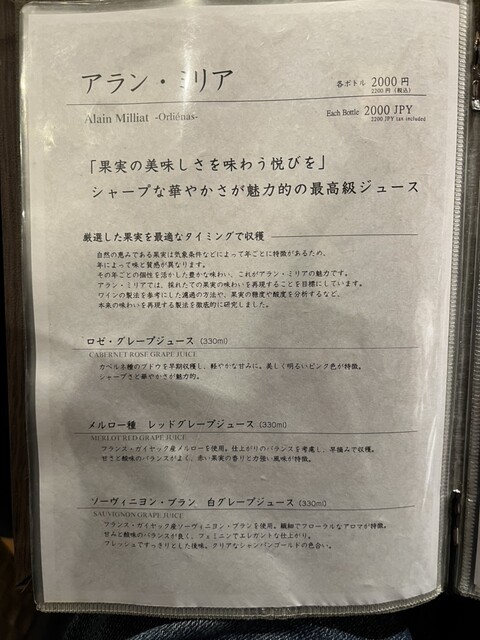 アラン・ミリア
各ボトル 2000 円
2200 円 (税込)
Alain Milliat -Orliénas-
Each Bottle 2000 JPY
2200 JPY tax included
「果実の美味しさを味わう悦びを」
シャープな華やかさが魅力的の最高級ジュース
厳選した果実を最適なタイミングで収穫
自然の恵みである果実は気象条件などによって年ごとに特徴があるため、
年によって味と質感が異なります。
その年ごとの個性を活かした豊かな味わい、これがアラン・ミリアの魅力です。
アラン・ミリアでは、採れたての果実の味わいを再現することを目標にしています。
ワインの製法を参考にした濾過の方法や、果実の糖度や酸度を分析するなど、
本来の味わいを再現する製法を徹底的に研究しました。
ロゼ・グレープジュース (330ml)
CABERNET ROSE GRAPE JUICE
カベルネ種のブドウを早期収穫し、軽やかな甘みに。美しく明るいピンク色が特徴。
シャープさと華やかさが魅力的。
メルロー種 レッドグレープジュース (330ml)
MERLOT RED GRAPE JUICE
フランス・ガイヤック産メルローを使用。仕上がりのバランスを考慮し、早摘みで収穫。
甘さと酸味のバランスがよく、赤い果実の香りと力強い風味が特徴。
ソーヴィニヨン・ブラン 白グレープジュース (330ml)
SAUVIGNON GRAPE JUICE
フランス・ガイヤック産ソーヴィニヨン・ブランを使用。繊細でフローラルなアロマが特徴。
甘みと酸味のバランスが良く、フェミニンでエレガントな仕上がり。
フレッシュですっきりとした後味。クリアなシャンパンゴールドの色合い。